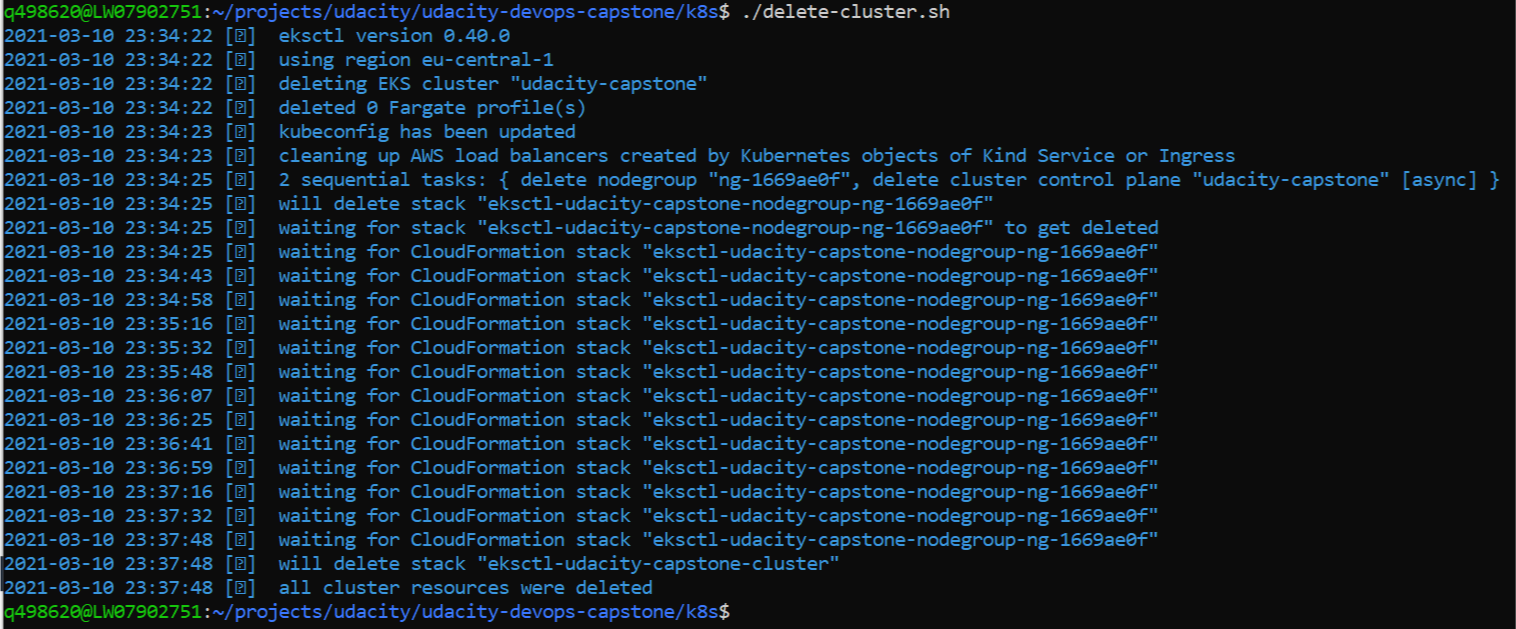 q498620@LW07902751:~/projects/udacity/udacity-devops-capstone/k8s$ ./delete-cluster.sh
2021-03-10 23:34:22 [⍰]  eksctl version 0.40.0
2021-03-10 23:34:22 [⍰]  using region eu-central-1
2021-03-10 23:34:22 [⍰]  deleting EKS cluster "udacity-capstone"
2021-03-10 23:34:22 [⍰]  deleted 0 Fargate profile(s)
2021-03-10 23:34:23 [⍰]  kubeconfig has been updated
2021-03-10 23:34:23 [⍰]  cleaning up AWS load balancers created by Kubernetes objects of Kind Service or Ingress
2021-03-10 23:34:25 [⍰]  2 sequential tasks: { delete nodegroup "ng-1669ae0f", delete cluster control plane "udacity-capstone" [async] }
2021-03-10 23:34:25 [⍰]  will delete stack "eksctl-udacity-capstone-nodegroup-ng-1669ae0f"
2021-03-10 23:34:25 [⍰]  waiting for stack "eksctl-udacity-capstone-nodegroup-ng-1669ae0f" to get deleted
2021-03-10 23:34:25 [⍰]  waiting for CloudFormation stack "eksctl-udacity-capstone-nodegroup-ng-1669ae0f"
2021-03-10 23:34:43 [⍰]  waiting for CloudFormation stack "eksctl-udacity-capstone-nodegroup-ng-1669ae0f"
2021-03-10 23:34:58 [⍰]  waiting for CloudFormation stack "eksctl-udacity-capstone-nodegroup-ng-1669ae0f"
2021-03-10 23:35:16 [⍰]  waiting for CloudFormation stack "eksctl-udacity-capstone-nodegroup-ng-1669ae0f"
2021-03-10 23:35:32 [⍰]  waiting for CloudFormation stack "eksctl-udacity-capstone-nodegroup-ng-1669ae0f"
2021-03-10 23:35:48 [⍰]  waiting for CloudFormation stack "eksctl-udacity-capstone-nodegroup-ng-1669ae0f"
2021-03-10 23:36:07 [⍰]  waiting for CloudFormation stack "eksctl-udacity-capstone-nodegroup-ng-1669ae0f"
2021-03-10 23:36:25 [⍰]  waiting for CloudFormation stack "eksctl-udacity-capstone-nodegroup-ng-1669ae0f"
2021-03-10 23:36:41 [⍰]  waiting for CloudFormation stack "eksctl-udacity-capstone-nodegroup-ng-1669ae0f"
2021-03-10 23:36:59 [⍰]  waiting for CloudFormation stack "eksctl-udacity-capstone-nodegroup-ng-1669ae0f"
2021-03-10 23:37:16 [⍰]  waiting for CloudFormation stack "eksctl-udacity-capstone-nodegroup-ng-1669ae0f"
2021-03-10 23:37:32 [⍰]  waiting for CloudFormation stack "eksctl-udacity-capstone-nodegroup-ng-1669ae0f"
2021-03-10 23:37:48 [⍰]  waiting for CloudFormation stack "eksctl-udacity-capstone-nodegroup-ng-1669ae0f"
2021-03-10 23:37:48 [⍰]  will delete stack "eksctl-udacity-capstone-cluster"
2021-03-10 23:37:48 [⍰]  all cluster resources were deleted
q498620@LW07902751:~/projects/udacity/udacity-devops-capstone/k8s$